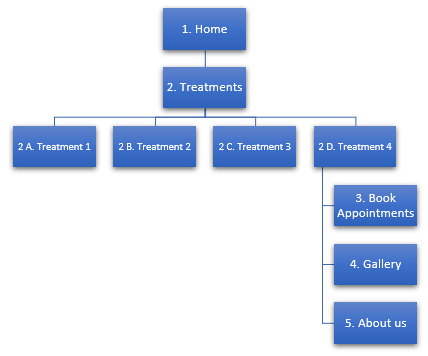 1. Home
2. Treatments
2 A. Treatment 1
2 B. Treatment 2
2 C. Treatment 3
2 D. Treatment 4
3. Book
Appointments
4. Gallery
5. About us